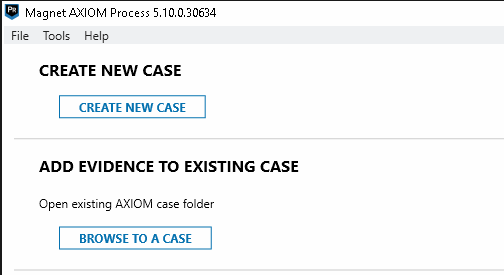 PR Magnet AXIOM Process 5.10.0.30634
File Tools Help
CREATE NEW CASE
CREATE NEW CASE
ADD EVIDENCE TO EXISTING CASE
Open existing AXIOM case folder
BROWSE TO A CASE